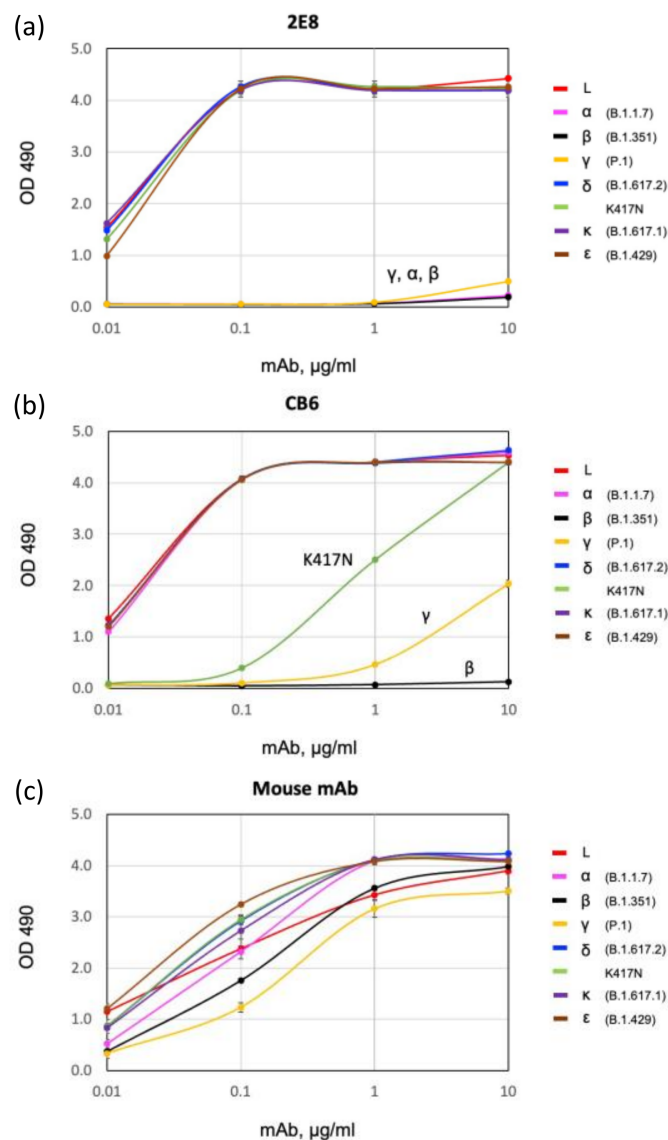 (a)
2E8
5.0
4.0
3.0
2.0
1.0
0.0
OD 490
γ, α, β
0.01 0.1 1 10
mAb, µg/ml
L
α (B.1.1.7)
β (B.1.351)
γ (P.1)
δ (B.1.617.2)
K417N
κ (B.1.617.1)
ε (B.1.429)
(b)
CB6
5.0
4.0
3.0
2.0
1.0
0.0
OD 490
K417N
γ
β
0.01 0.1 1 10
mAb, µg/ml
L
α (B.1.1.7)
β (B.1.351)
γ (P.1)
δ (B.1.617.2)
K417N
κ (B.1.617.1)
ε (B.1.429)
(c)
Mouse mAb
5.0
4.0
3.0
2.0
1.0
0.0
OD 490
0.01 0.1 1 10
mAb, µg/ml
L
α (B.1.1.7)
β (B.1.351)
γ (P.1)
δ (B.1.617.2)
K417N
κ (B.1.617.1)
ε (B.1.429)